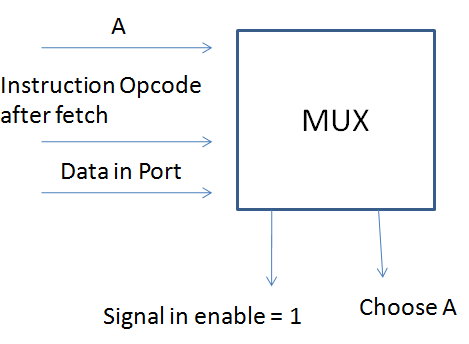 A
Instruction Opcode
after fetch
MUX
Data in Port
Signal in enable = 1
Choose A